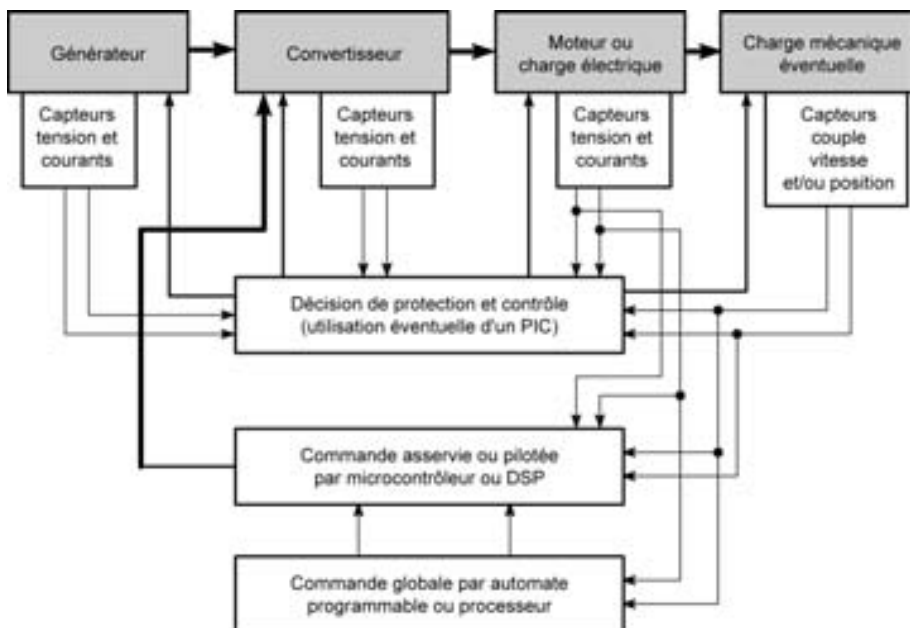 Générateur
Convertisseur
Moteur ou
charge électrique
Charge mécanique
éventuelle
Capteurs
tension et
courants
Capteurs
tension et
courants
Capteurs
tension et
courants
Capteurs
couple
vitesse
et/ou position
Décision de protection et contrôle
(utilisation éventuelle d'un PIC)
Commande asservie ou pilotée
par microcontrôleur ou DSP
Commande globale par automate
programmable ou processeur